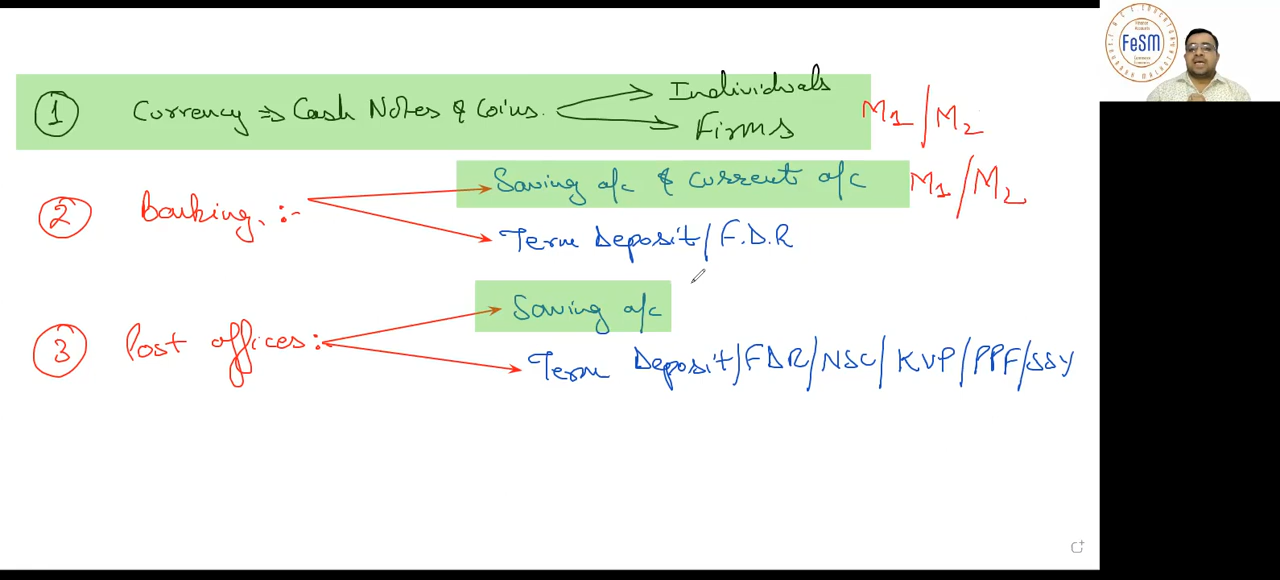 Individuals
① Currency ⇒ Cash Notes & Coins. M1/M2
Firms
Saving a/c & Current a/c M1/M2
② Banking :-
Term Deposit/F.D.R
Saving a/c
③ Post offices:
Term Deposit/FDR/NSC/KVP/PPF/SSY
FeSM